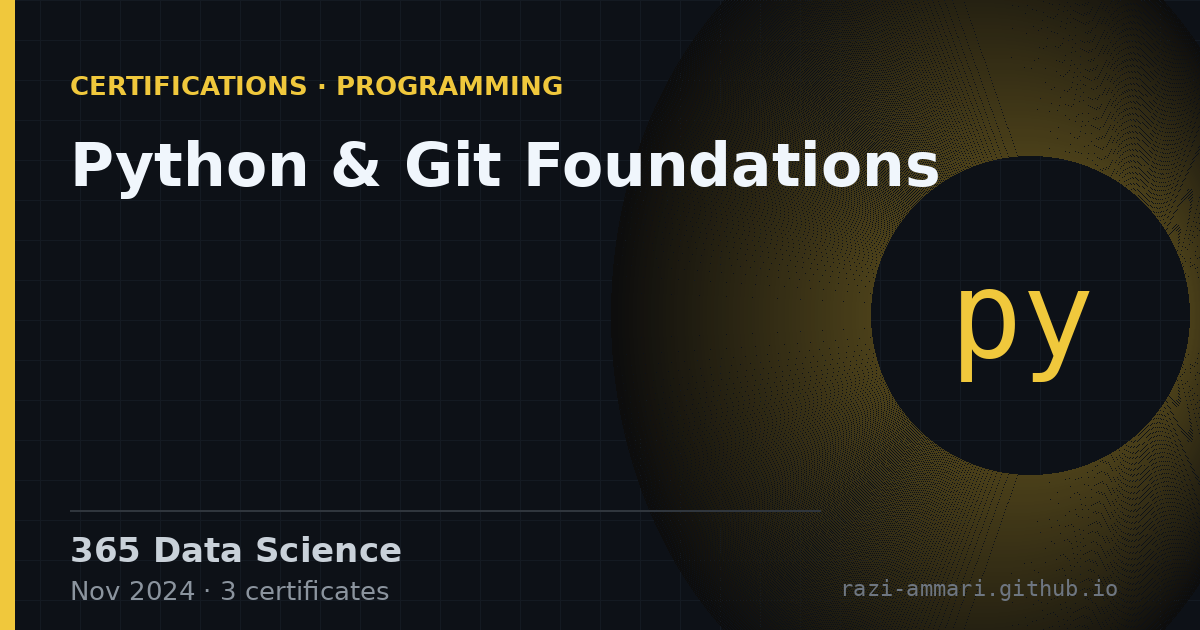 CERTIFICATIONS · PROGRAMMING
Python & Git Foundations
py
365 Data Science
Nov 2024 · 3 certificates
razi-ammari.github.io